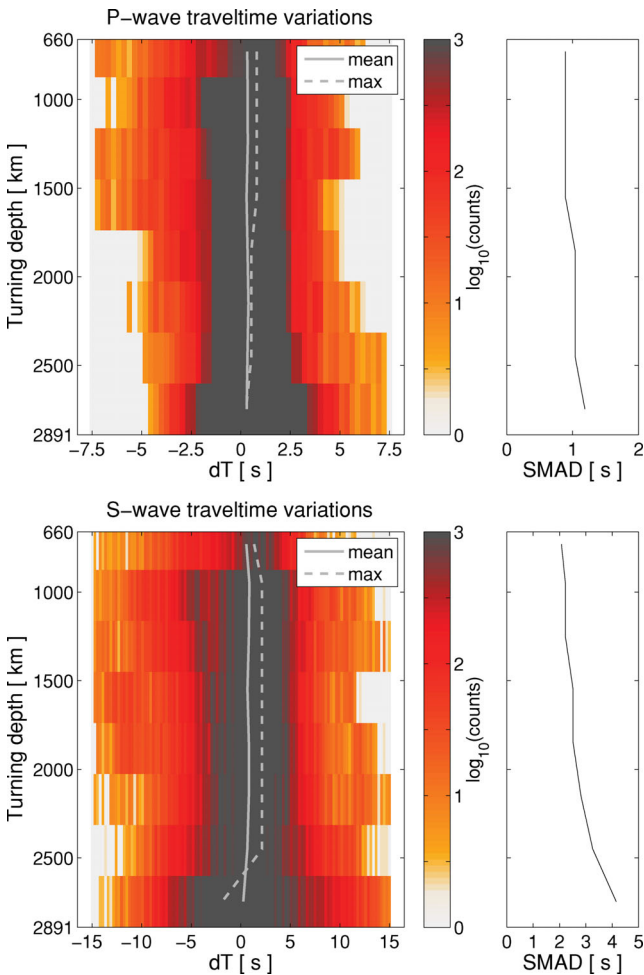 P-wave traveltime variations
mean
max
660
1000
1500
2000
2500
2891
Turning depth [ km ]
-7.5 -5 -2.5 0 2.5 5 7.5
dT [ s ]
3
2
1
0
log10(counts)
0 1 2
SMAD [ s ]
S-wave traveltime variations
mean
max
660
1000
1500
2000
2500
2891
Turning depth [ km ]
-15 -10 -5 0 5 10 15
dT [ s ]
3
2
1
0
log10(counts)
0 1 2 3 4 5
SMAD [ s ]